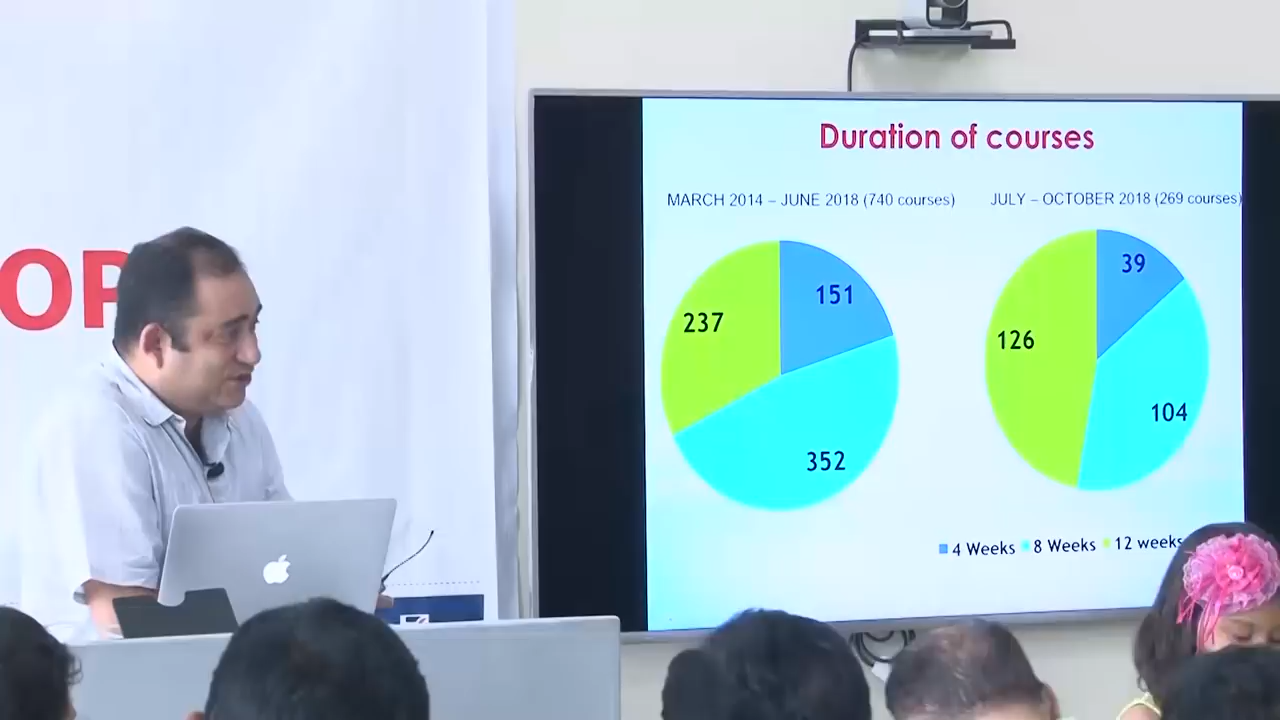 OP
Duration of courses
MARCH 2014 – JUNE 2018 (740 courses)
JULY – OCTOBER 2018 (269 courses)
151
237
352
39
126
104
4 Weeks 8 Weeks 12 weeks